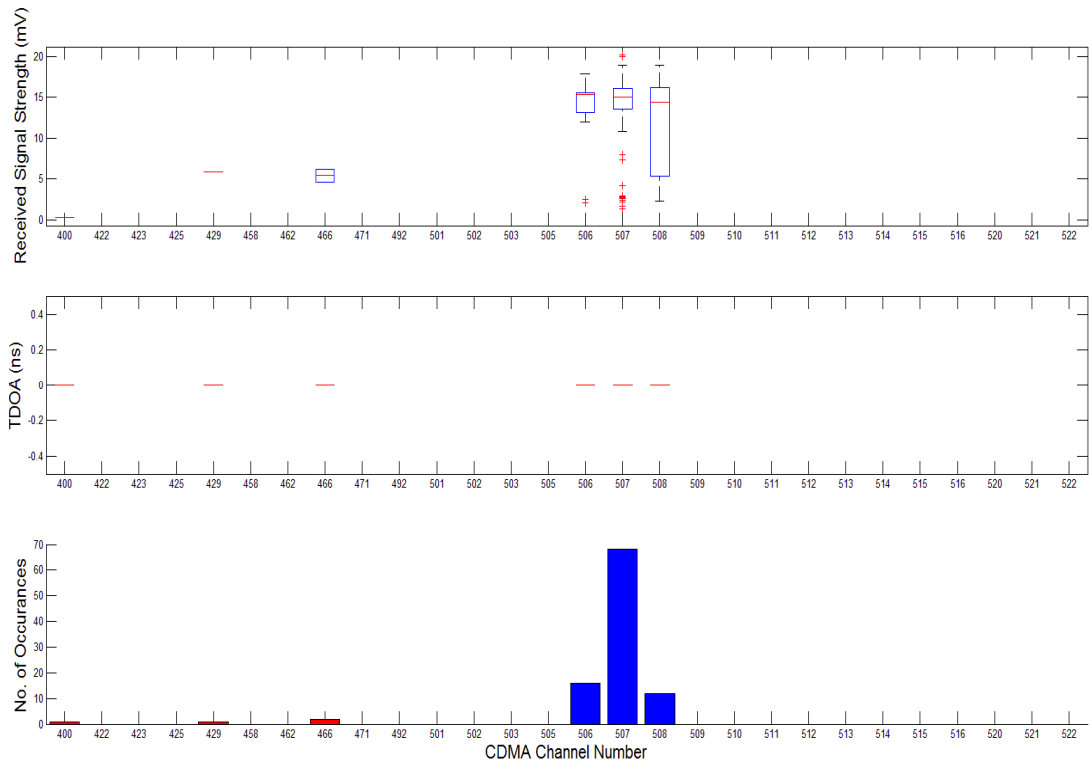 Received Signal Strength (mV)
20
15
10
5
0
400 422 423 425 429 458 462 466 471 492 501 502 503 505 506 507 508 509 510 511 512 513 514 515 516 520 521 522
TDOA (ns)
0.4
0.2
0
-0.2
-0.4
400 422 423 425 429 458 462 466 471 492 501 502 503 505 506 507 508 509 510 511 512 513 514 515 516 520 521 522
No. of Occurances
70
60
50
40
30
20
10
0
400 422 423 425 429 458 462 466 471 492 501 502 503 505 506 507 508 509 510 511 512 513 514 515 516 520 521 522
CDMA Channel Number